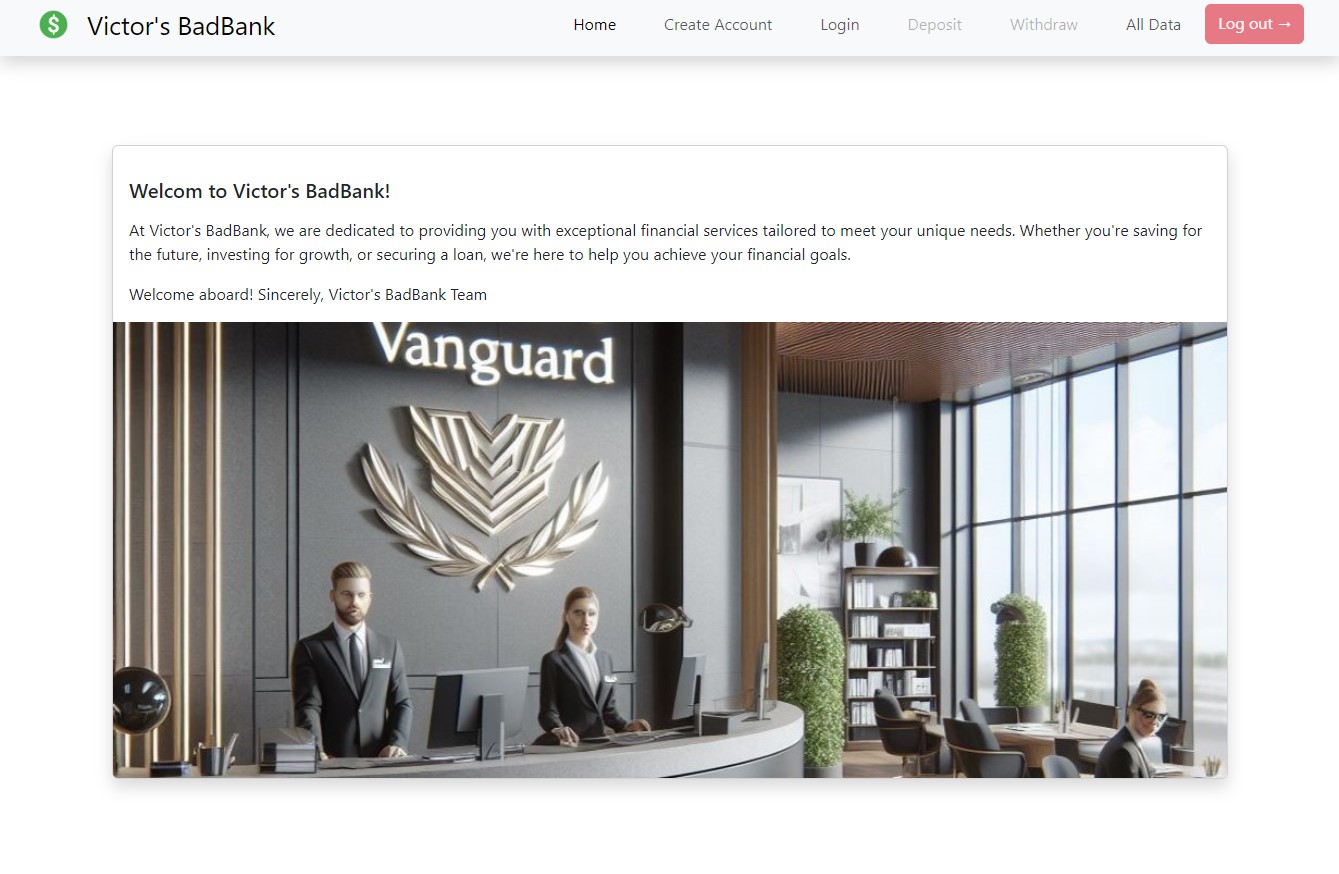 $ Victor's BadBank Home Create Account Login Deposit Withdraw All Data Log out →
Welcom to Victor's BadBank!
At Victor's BadBank, we are dedicated to providing you with exceptional financial services tailored to meet your unique needs. Whether you're saving for
the future, investing for growth, or securing a loan, we're here to help you achieve your financial goals.
Welcome aboard! Sincerely, Victor's BadBank Team
Vanguard